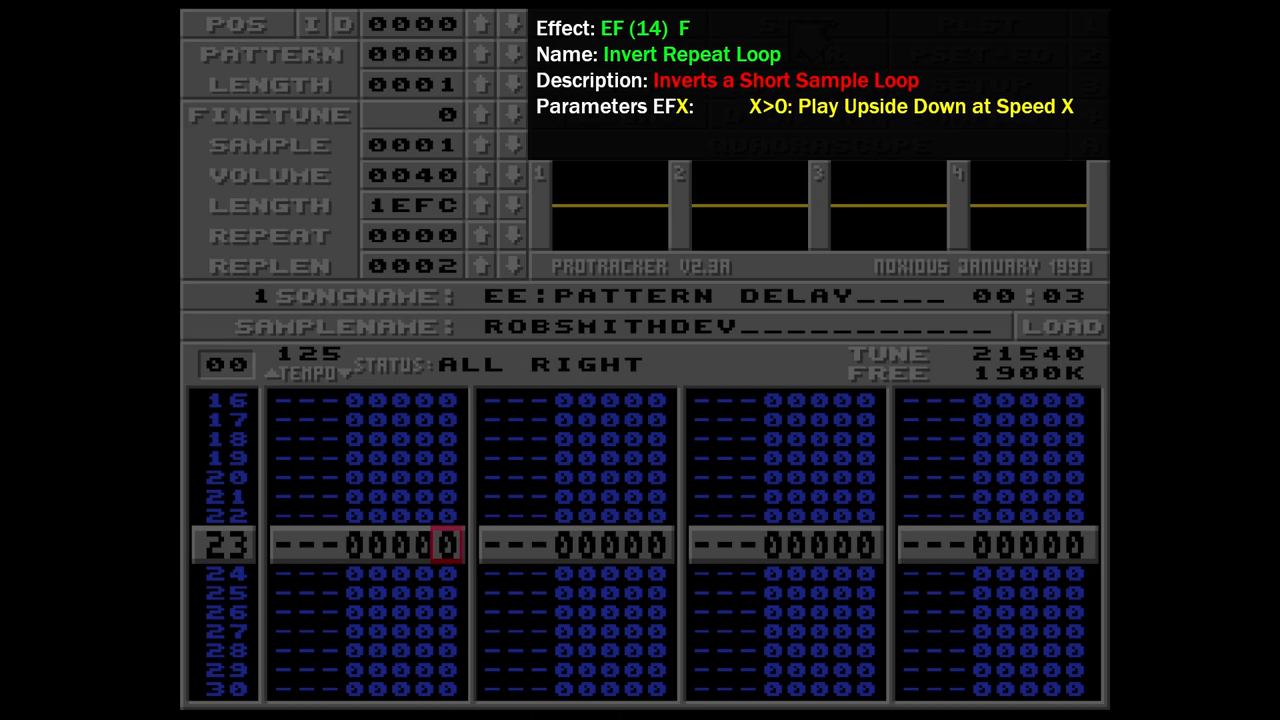 Effect: EF (14) F
Name: Invert Repeat Loop
Description: Inverts a Short Sample Loop
Parameters EFX: X>0: Play Upside Down at Speed X
POS I D 0000
PATTERN 0000
LENGTH 0001
FINETUNE 0
SAMPLE 0001
VOLUME 0040
LENGTH 1EFC
REPEAT 0000
REPLEN 0002
QUADRASCOPE
1 2 3 4
PROTRACKER V2.3A NOXIOUS JANUARY 1993
1 SONGNAME: EE:PATTERN DELAY____ 00:03
SAMPLENAME: ROBSMITHDEV____________ LOAD
00 125 TEMPO STATUS: ALL RIGHT TUNE 21540
FREE 1900K
16 ---00000 ---00000 ---00000 ---00000
17 ---00000 ---00000 ---00000 ---00000
18 ---00000 ---00000 ---00000 ---00000
19 ---00000 ---00000 ---00000 ---00000
20 ---00000 ---00000 ---00000 ---00000
21 ---00000 ---00000 ---00000 ---00000
22 ---00000 ---00000 ---00000 ---00000
23 ---00000 ---00000 ---00000 ---00000
24 ---00000 ---00000 ---00000 ---00000
25 ---00000 ---00000 ---00000 ---00000
26 ---00000 ---00000 ---00000 ---00000
27 ---00000 ---00000 ---00000 ---00000
28 ---00000 ---00000 ---00000 ---00000
29 ---00000 ---00000 ---00000 ---00000
30 ---00000 ---00000 ---00000 ---00000